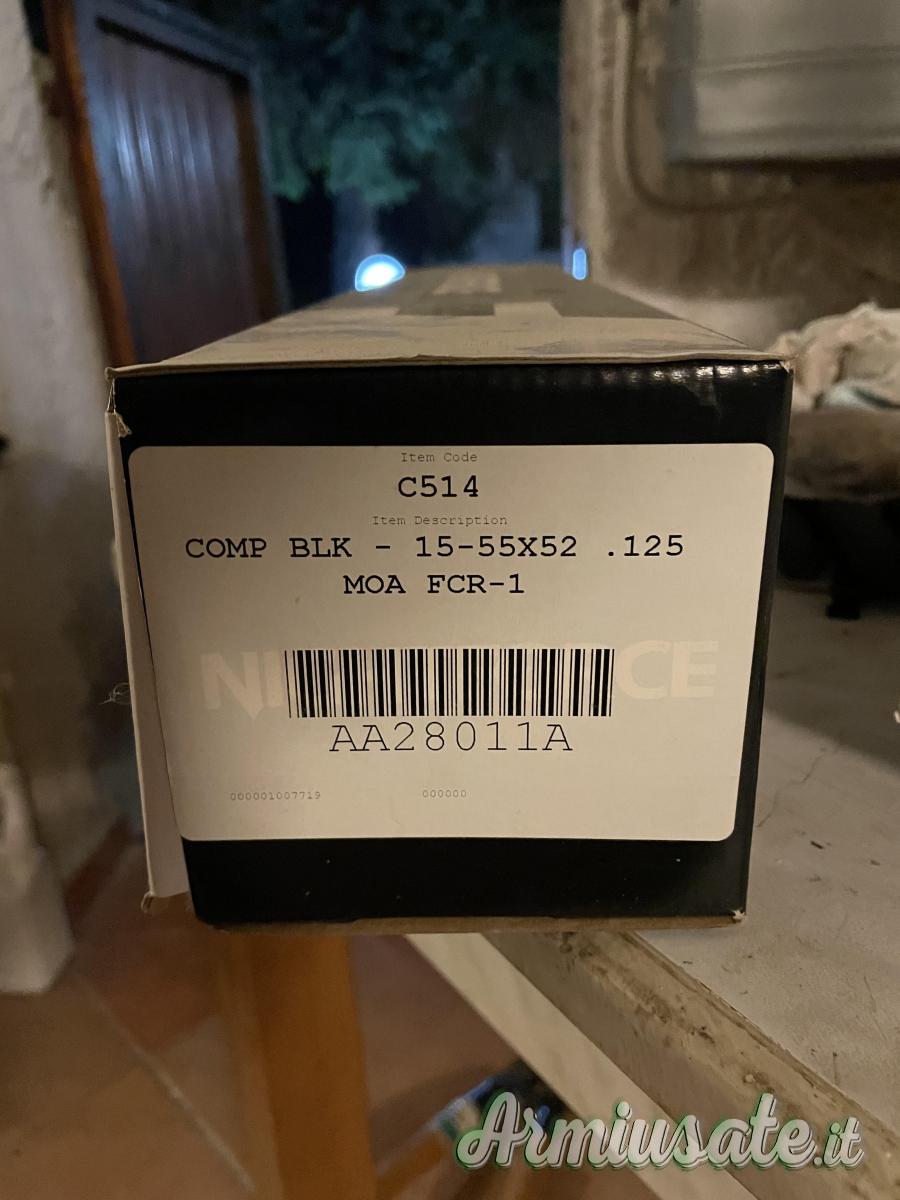 Item Code
C514
Item Description
COMP BLK - 15-55X52 .125
MOA FCR-1
AA28011A
000001007719 000000
Armiusate.it